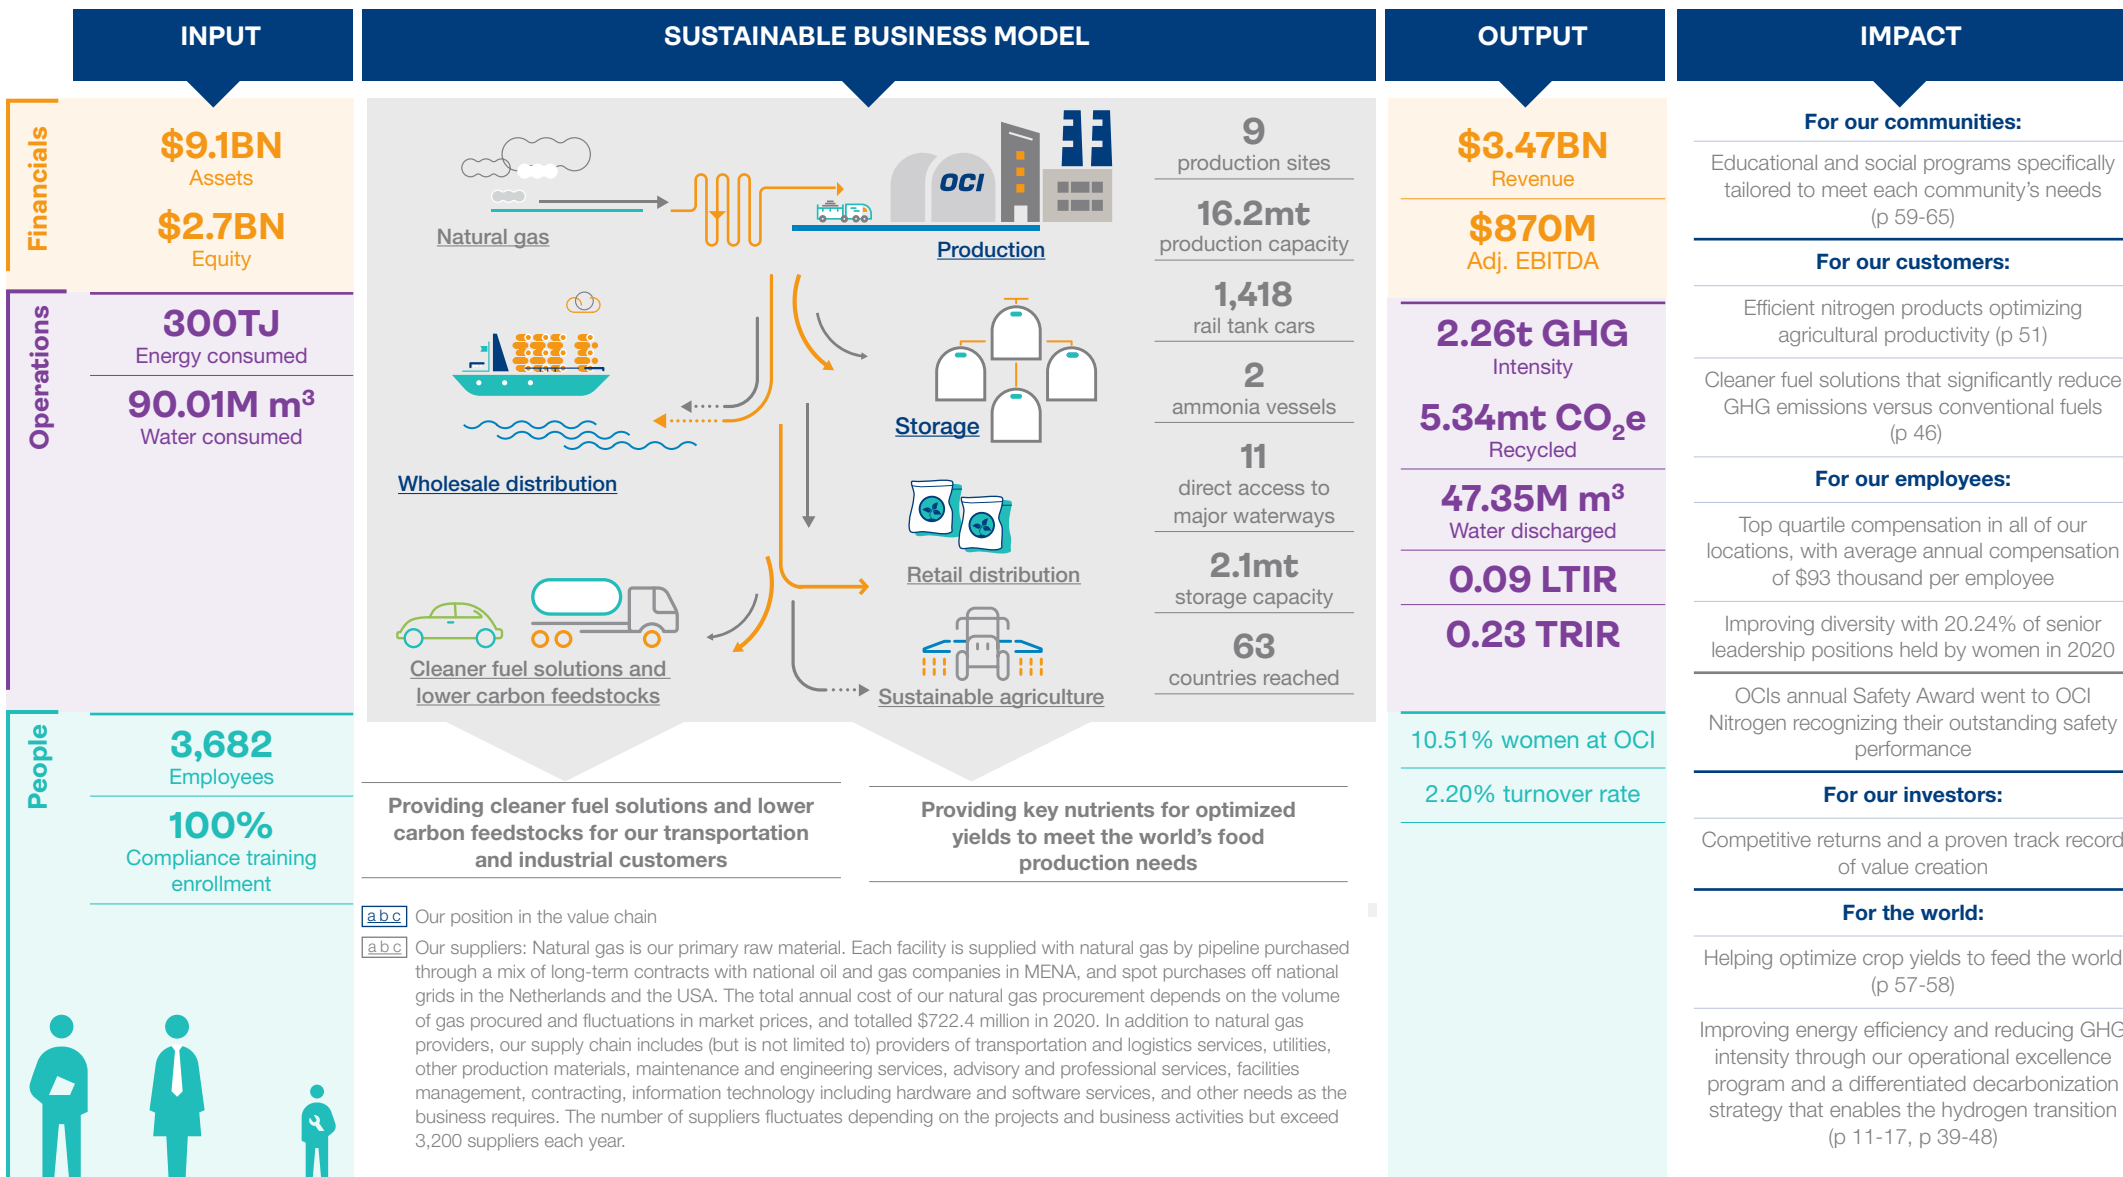 INPUT
SUSTAINABLE BUSINESS MODEL
OUTPUT
IMPACT
Financials
$9.1BN
Assets
$2.7BN
Equity
Operations
300TJ
Energy consumed
90.01M m³
Water consumed
People
3,682
Employees
100%
Compliance training
enrollment
Natural gas
OCI
Production
Storage
Wholesale distribution
Retail distribution
Cleaner fuel solutions and
lower carbon feedstocks
Sustainable agriculture
9
production sites
16.2mt
production capacity
1,418
rail tank cars
2
ammonia vessels
11
direct access to
major waterways
2.1mt
storage capacity
63
countries reached
Providing cleaner fuel solutions and lower
carbon feedstocks for our transportation
and industrial customers
Providing key nutrients for optimized
yields to meet the world's food
production needs
abc Our position in the value chain
abc Our suppliers: Natural gas is our primary raw material. Each facility is supplied with natural gas by pipeline purchased
through a mix of long-term contracts with national oil and gas companies in MENA, and spot purchases off national
grids in the Netherlands and the USA. The total annual cost of our natural gas procurement depends on the volume
of gas procured and fluctuations in market prices, and totalled $722.4 million in 2020. In addition to natural gas
providers, our supply chain includes (but is not limited to) providers of transportation and logistics services, utilities,
other production materials, maintenance and engineering services, advisory and professional services, facilities
management, contracting, information technology including hardware and software services, and other needs as the
business requires. The number of suppliers fluctuates depending on the projects and business activities but exceed
3,200 suppliers each year.
$3.47BN
Revenue
$870M
Adj. EBITDA
2.26t GHG
Intensity
5.34mt CO₂e
Recycled
47.35M m³
Water discharged
0.09 LTIR
0.23 TRIR
10.51% women at OCI
2.20% turnover rate
For our communities:
Educational and social programs specifically
tailored to meet each community's needs
(p 59-65)
For our customers:
Efficient nitrogen products optimizing
agricultural productivity (p 51)
Cleaner fuel solutions that significantly reduce
GHG emissions versus conventional fuels
(p 46)
For our employees:
Top quartile compensation in all of our
locations, with average annual compensation
of $93 thousand per employee
Improving diversity with 20.24% of senior
leadership positions held by women in 2020
OCIs annual Safety Award went to OCI
Nitrogen recognizing their outstanding safety
performance
For our investors:
Competitive returns and a proven track record
of value creation
For the world:
Helping optimize crop yields to feed the world
(p 57-58)
Improving energy efficiency and reducing GHG
intensity through our operational excellence
program and a differentiated decarbonization
strategy that enables the hydrogen transition
(p 11-17, p 39-48)